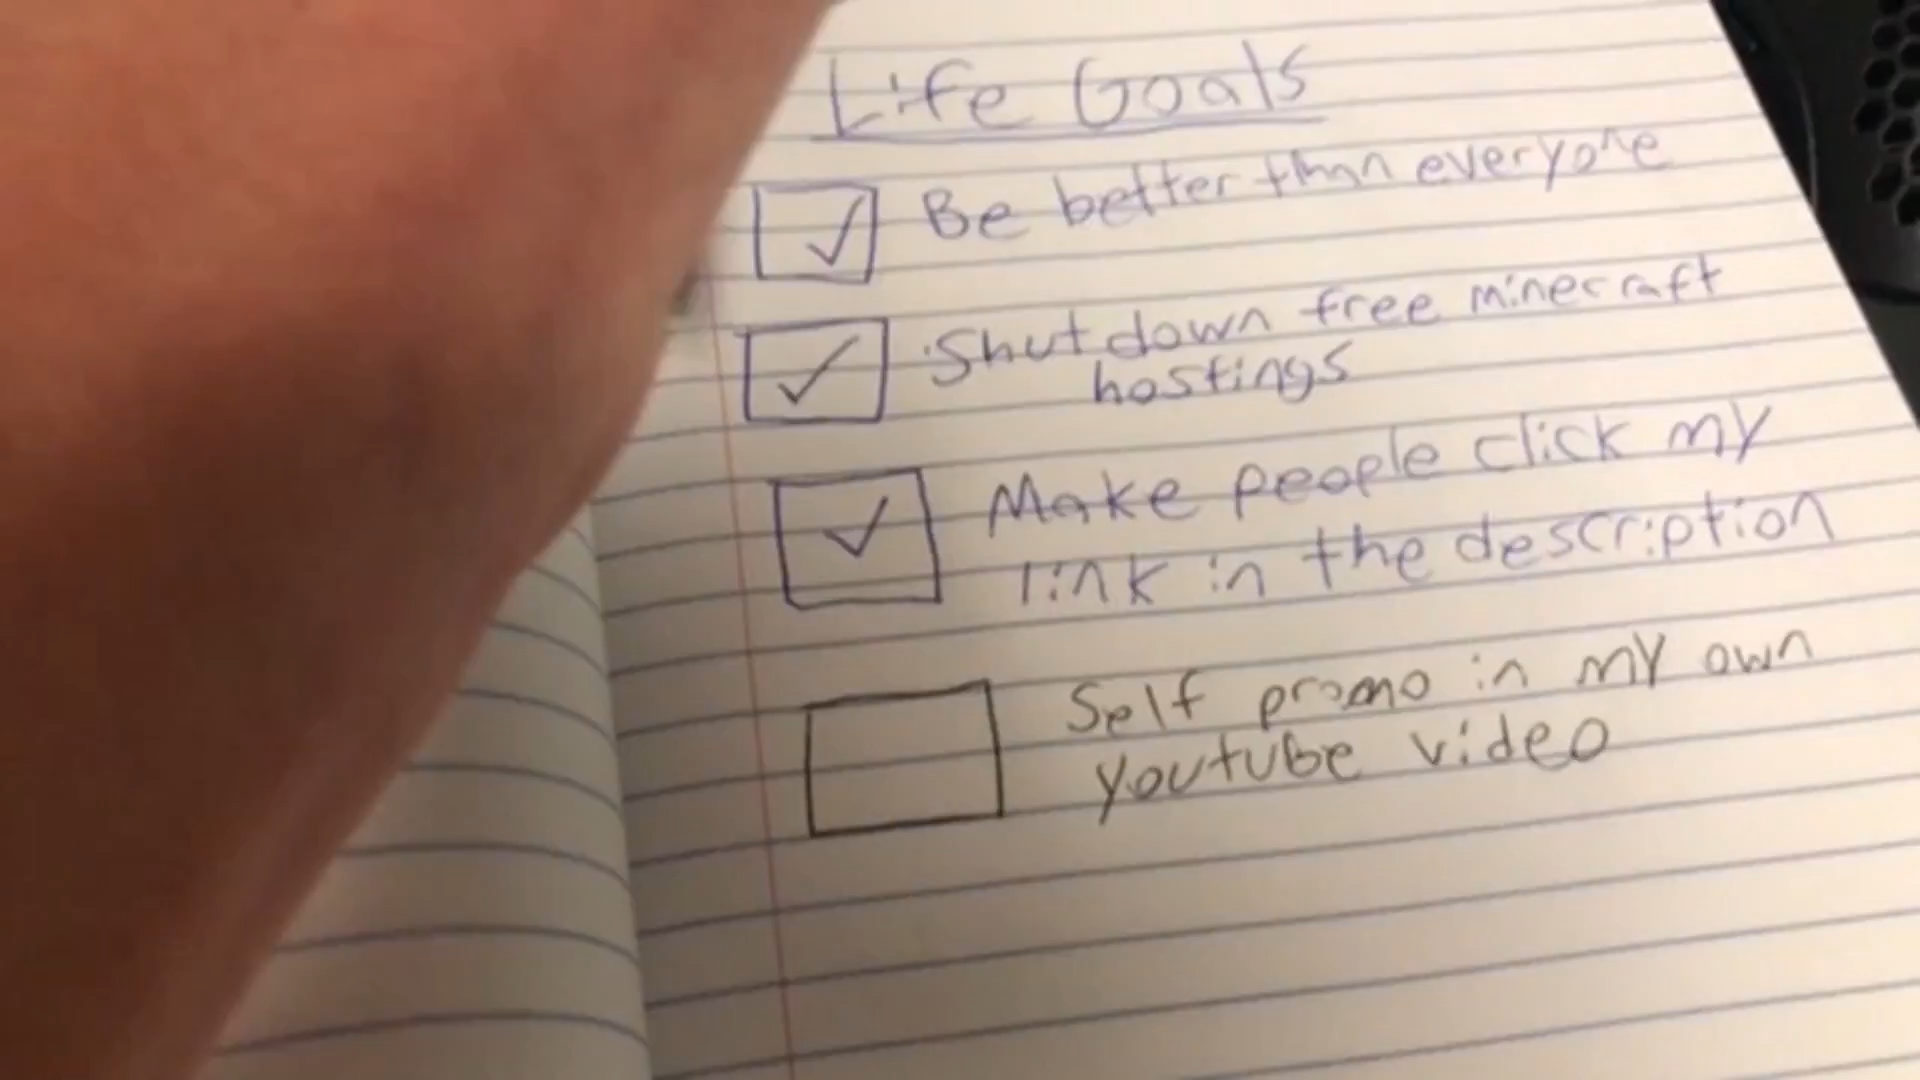 Life Goals
Be better than everyone
Shutdown free minecraft
hostings
Make people click my
link in the description
Self promo in my own
youtube video